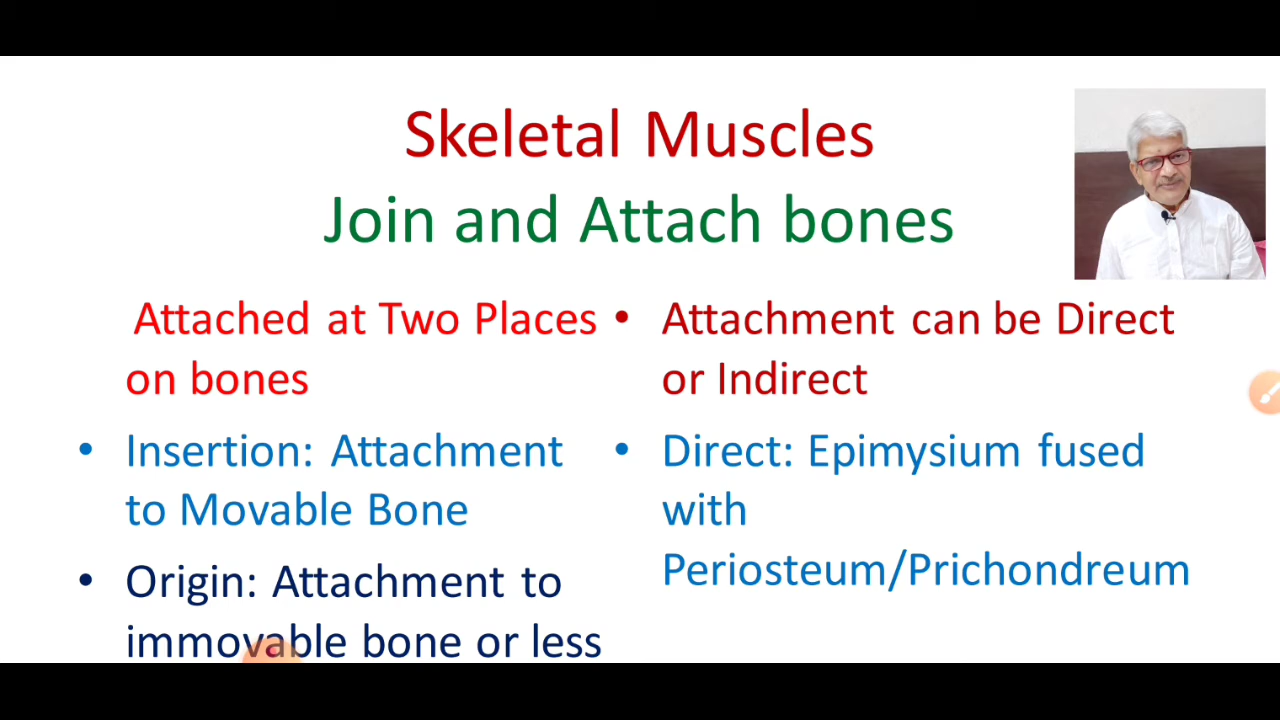 Skeletal Muscles
Join and Attach bones
Attached at Two Places
on bones
• Insertion: Attachment
to Movable Bone
• Origin: Attachment to
immovable bone or less
• Attachment can be Direct
or Indirect
• Direct: Epimysium fused
with
Periosteum/Prichondreum